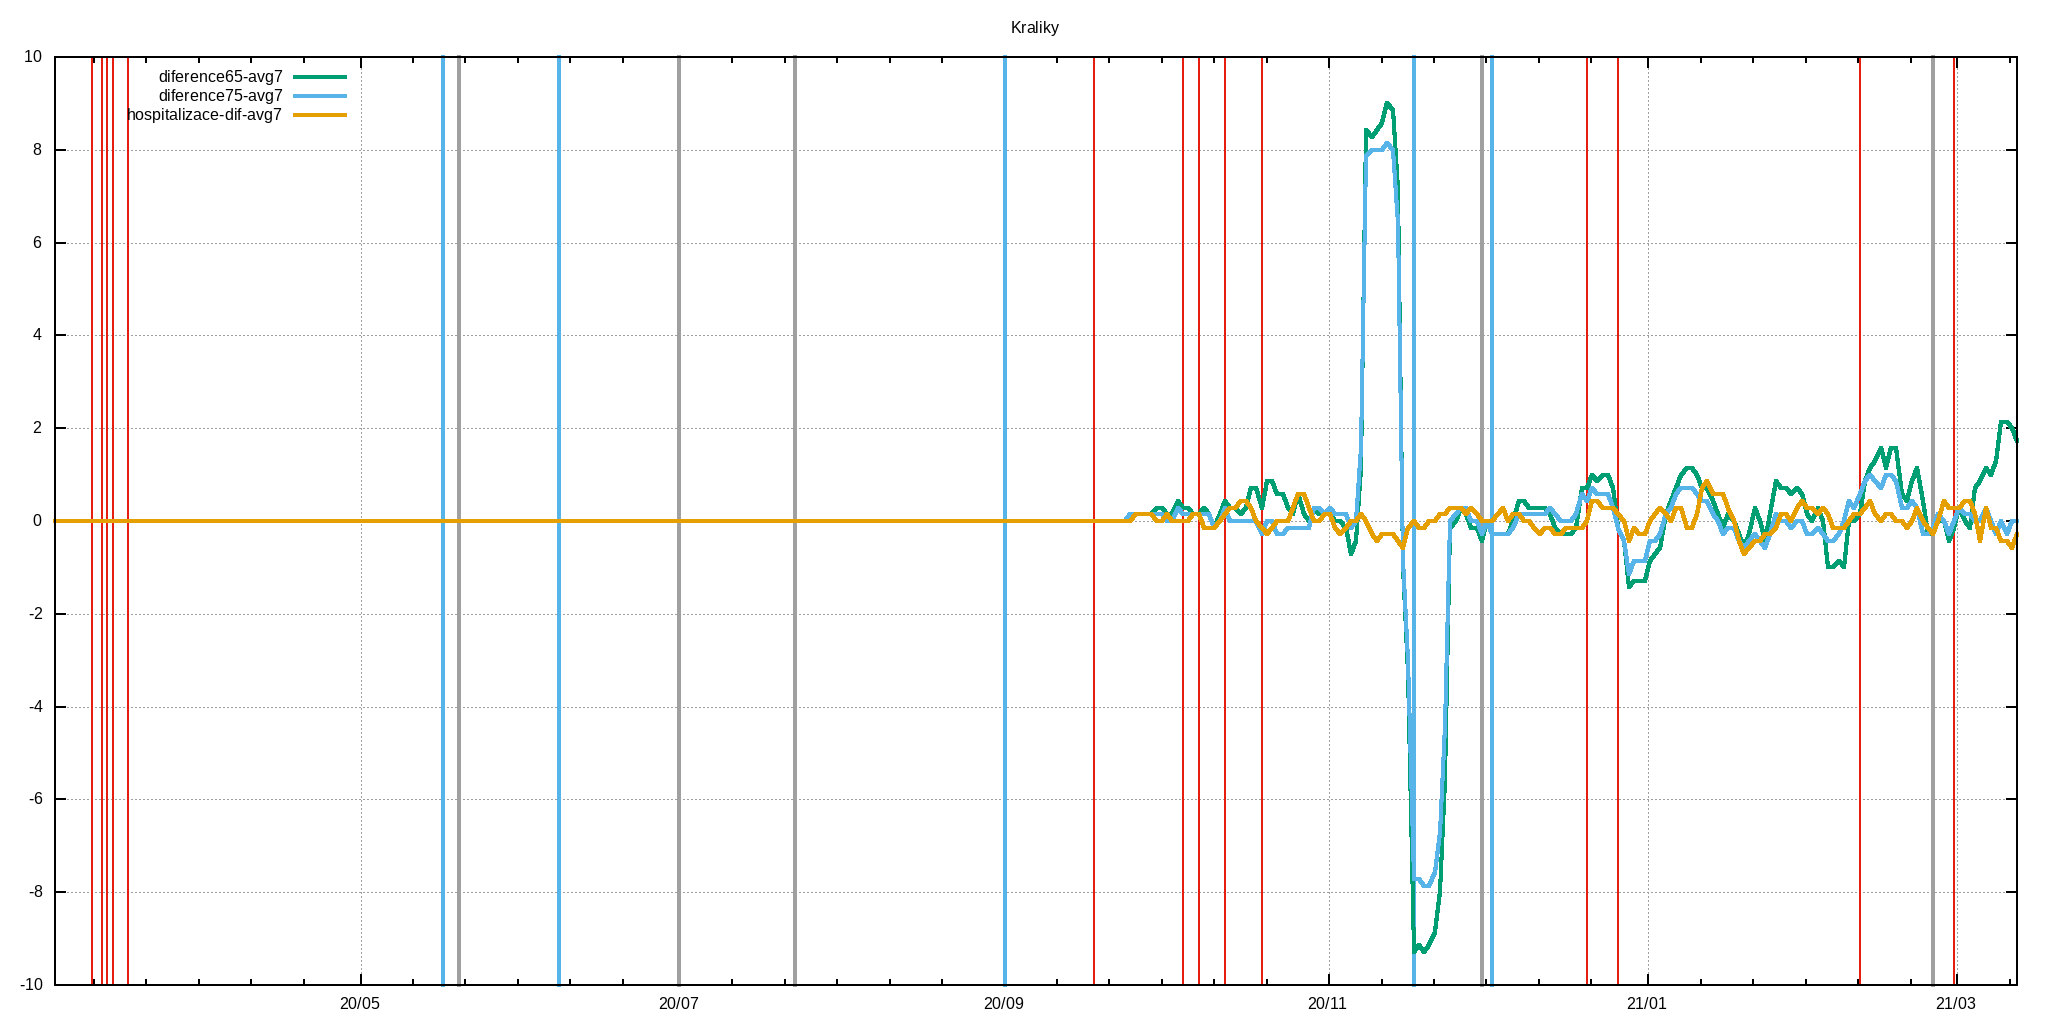 Kraliky
10
diference65-avg7
diference75-avg7
hospitalizace-dif-avg7
8
6
4
2
0
-2
-4
-6
-8
-10
20/05 20/07 20/09 20/11 21/01 21/03